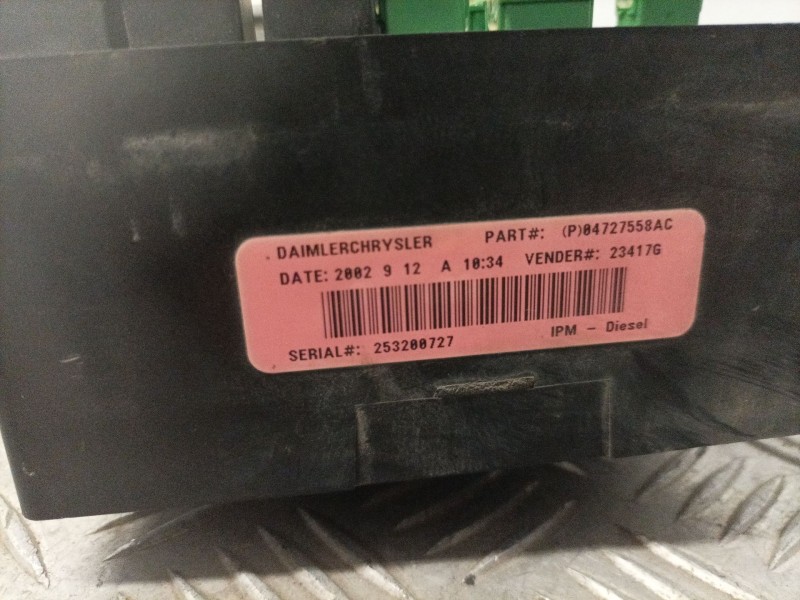 . DAIMLERCHRYSLER PART#: (P)04727558AC
DATE: 2002 9 12 A 10:34 VENDER#: 23417G
SERIAL#: 253200727 IPM - Diesel